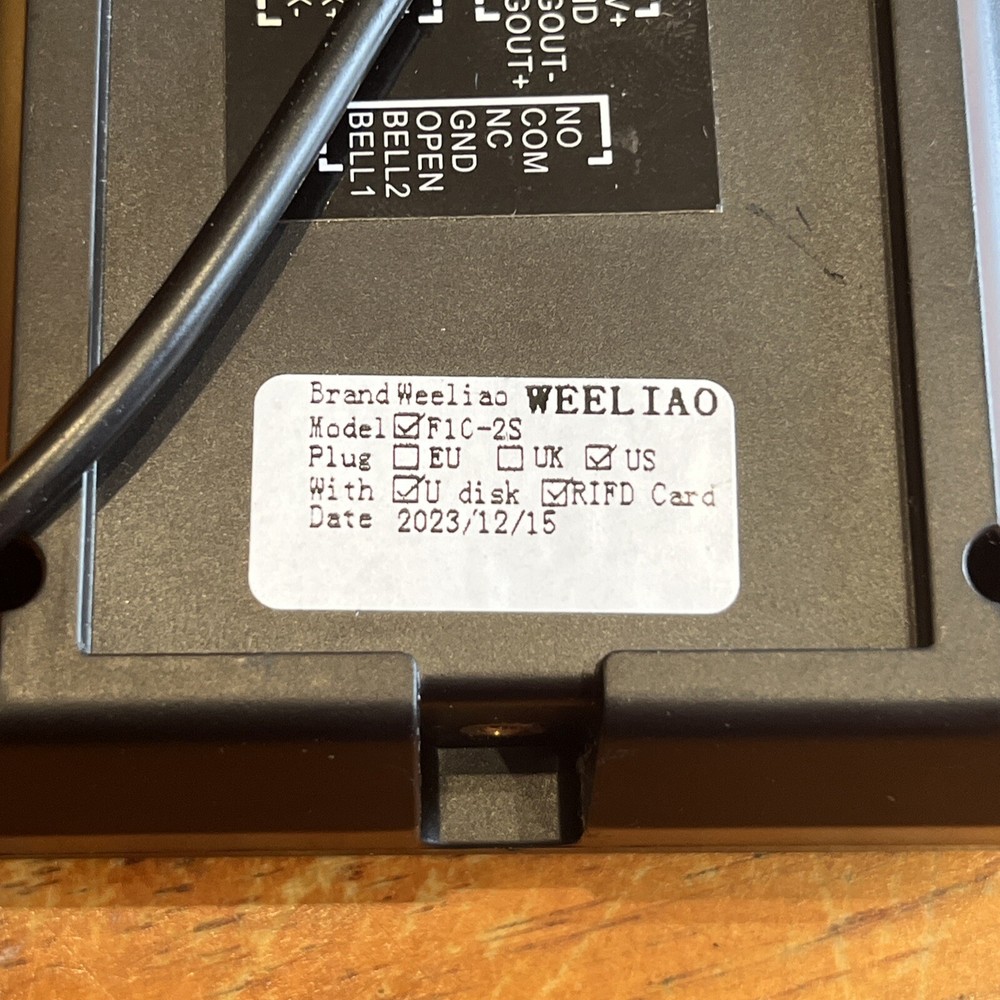 GOUT-
GOUT+
NO
COM
NC
GND
OPEN
BELL2
BELL1
Brand Weeliao WEELIAO
Model ☑ F1C-2S
Plug ☐ EU ☐ UK ☑ US
With ☑ U disk ☑ RIFD Card
Date 2023/12/15